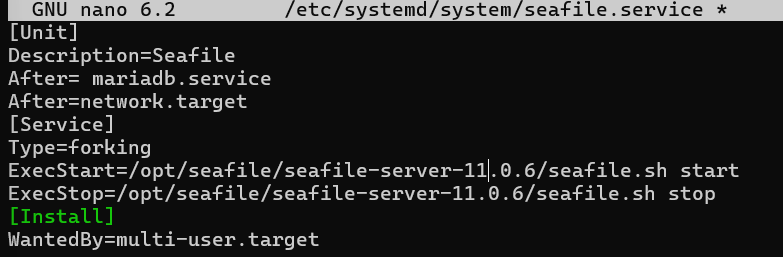 GNU nano 6.2 /etc/systemd/system/seafile.service *
[Unit]
Description=Seafile
After= mariadb.service
After=network.target
[Service]
Type=forking
ExecStart=/opt/seafile/seafile-server-11.0.6/seafile.sh start
ExecStop=/opt/seafile/seafile-server-11.0.6/seafile.sh stop
[Install]
WantedBy=multi-user.target